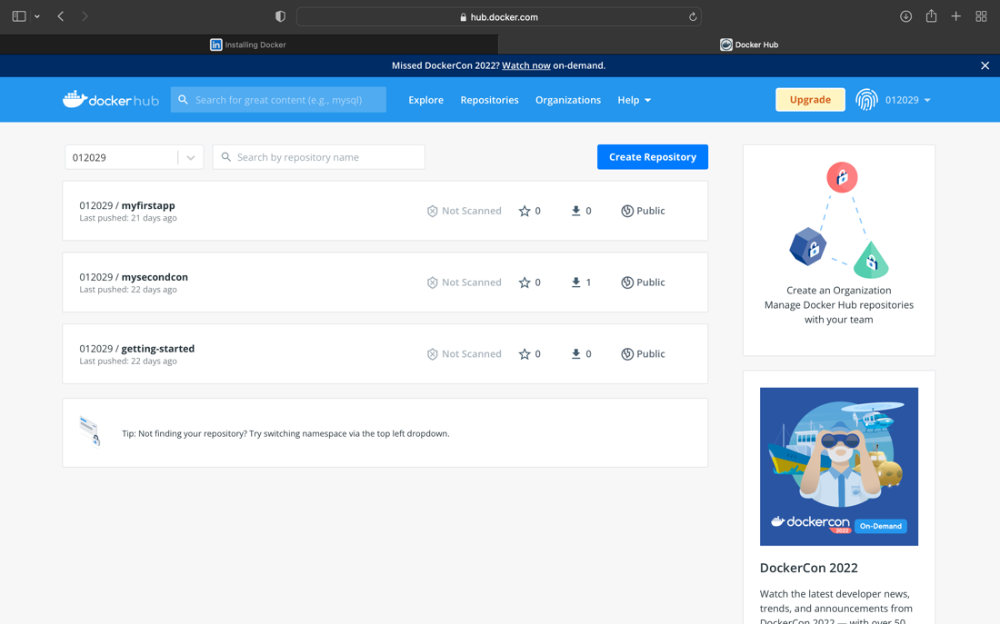 hub.docker.com
in Installing Docker
Docker Hub
Missed DockerCon 2022? Watch now on-demand.
dockerhub
Search for great content (e.g., mysql)
Explore
Repositories
Organizations
Help
Upgrade
012029
012029
Search by repository name
Create Repository
012029 / myfirstapp
Last pushed: 21 days ago
Not Scanned
0
0
Public
012029 / mysecondcon
Last pushed: 22 days ago
Not Scanned
0
1
Public
012029 / getting-started
Last pushed: 22 days ago
Not Scanned
0
0
Public
Tip: Not finding your repository? Try switching namespace via the top left dropdown.
Create an Organization
Manage Docker Hub repositories
with your team
dockercon
2022
On-Demand
DockerCon 2022
Watch the latest developer news,
trends, and announcements from
DockerCon 2022 — with over 50